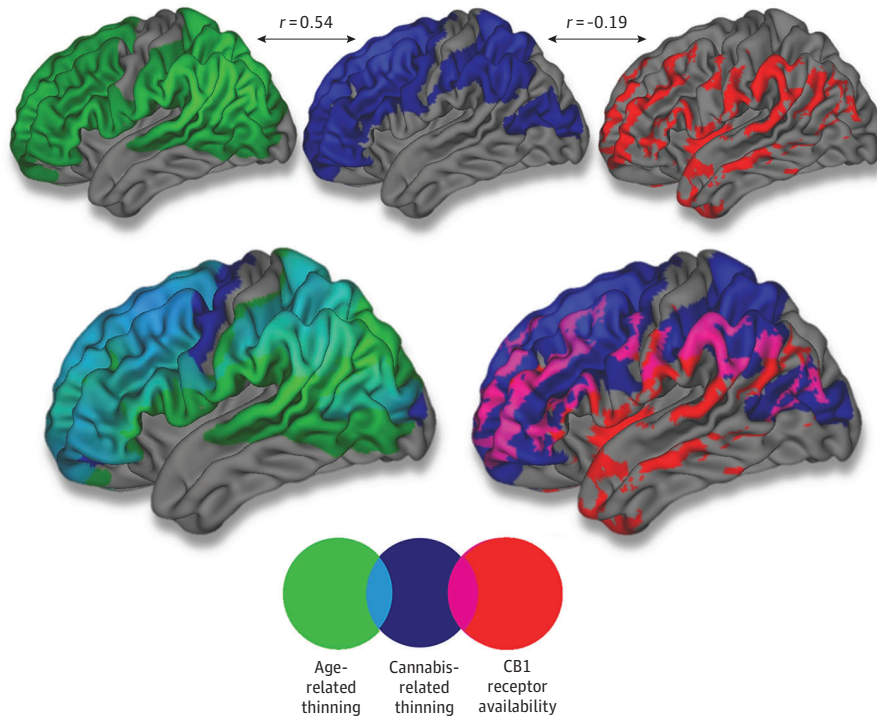 r = 0.54
r = -0.19
Age-
related
thinning
Cannabis-
related
thinning
CB1
receptor
availability